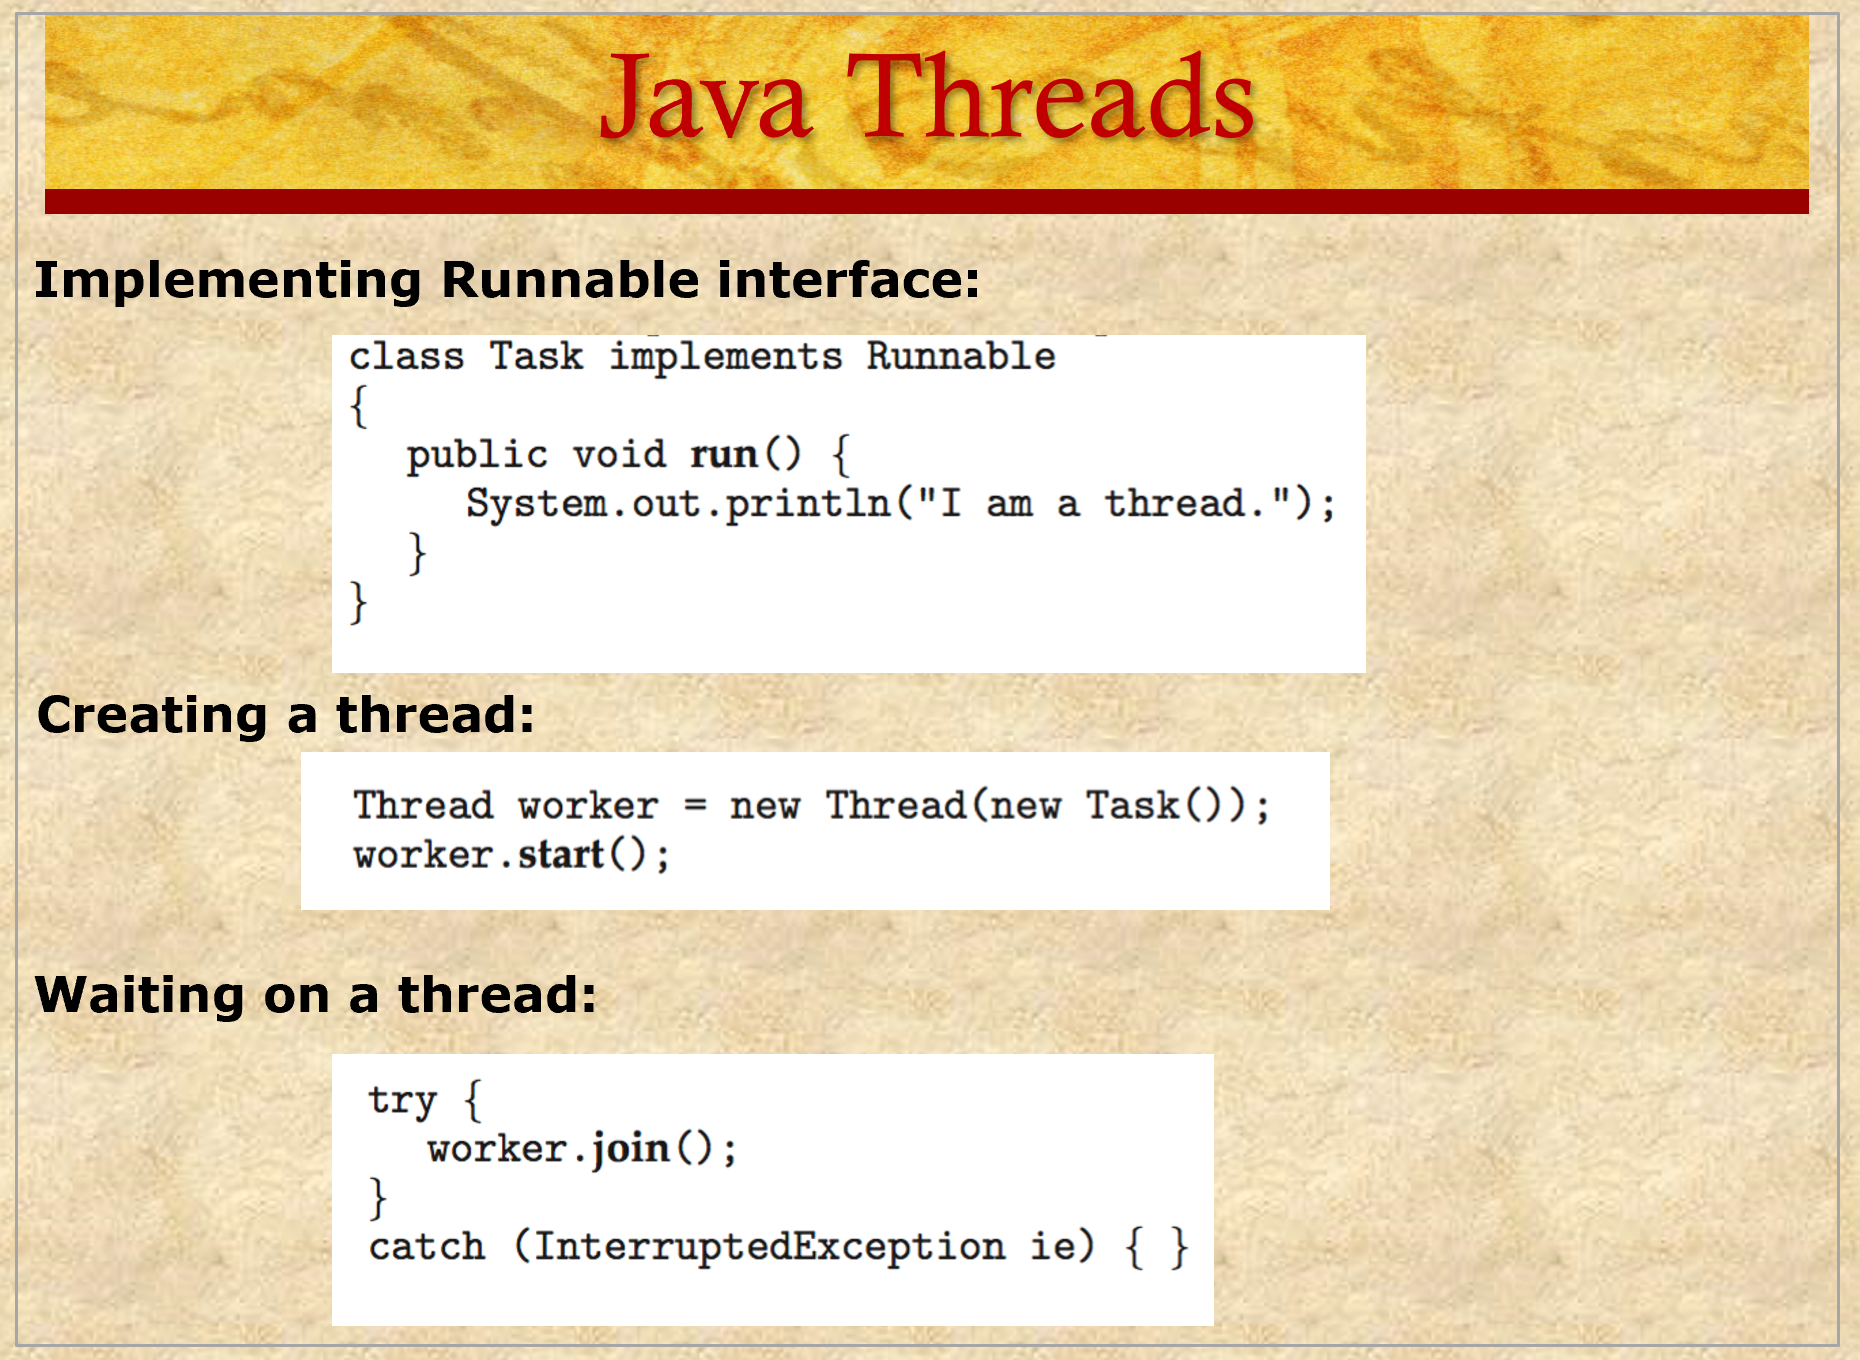 Java Threads
Implementing Runnable interface:
class Task implements Runnable
{
public void run() {
System.out.println("I am a thread.");
}
}
Creating a thread:
Thread worker = new Thread(new Task());
worker.start();
Waiting on a thread:
try {
worker.join();
}
catch (InterruptedException ie) { }